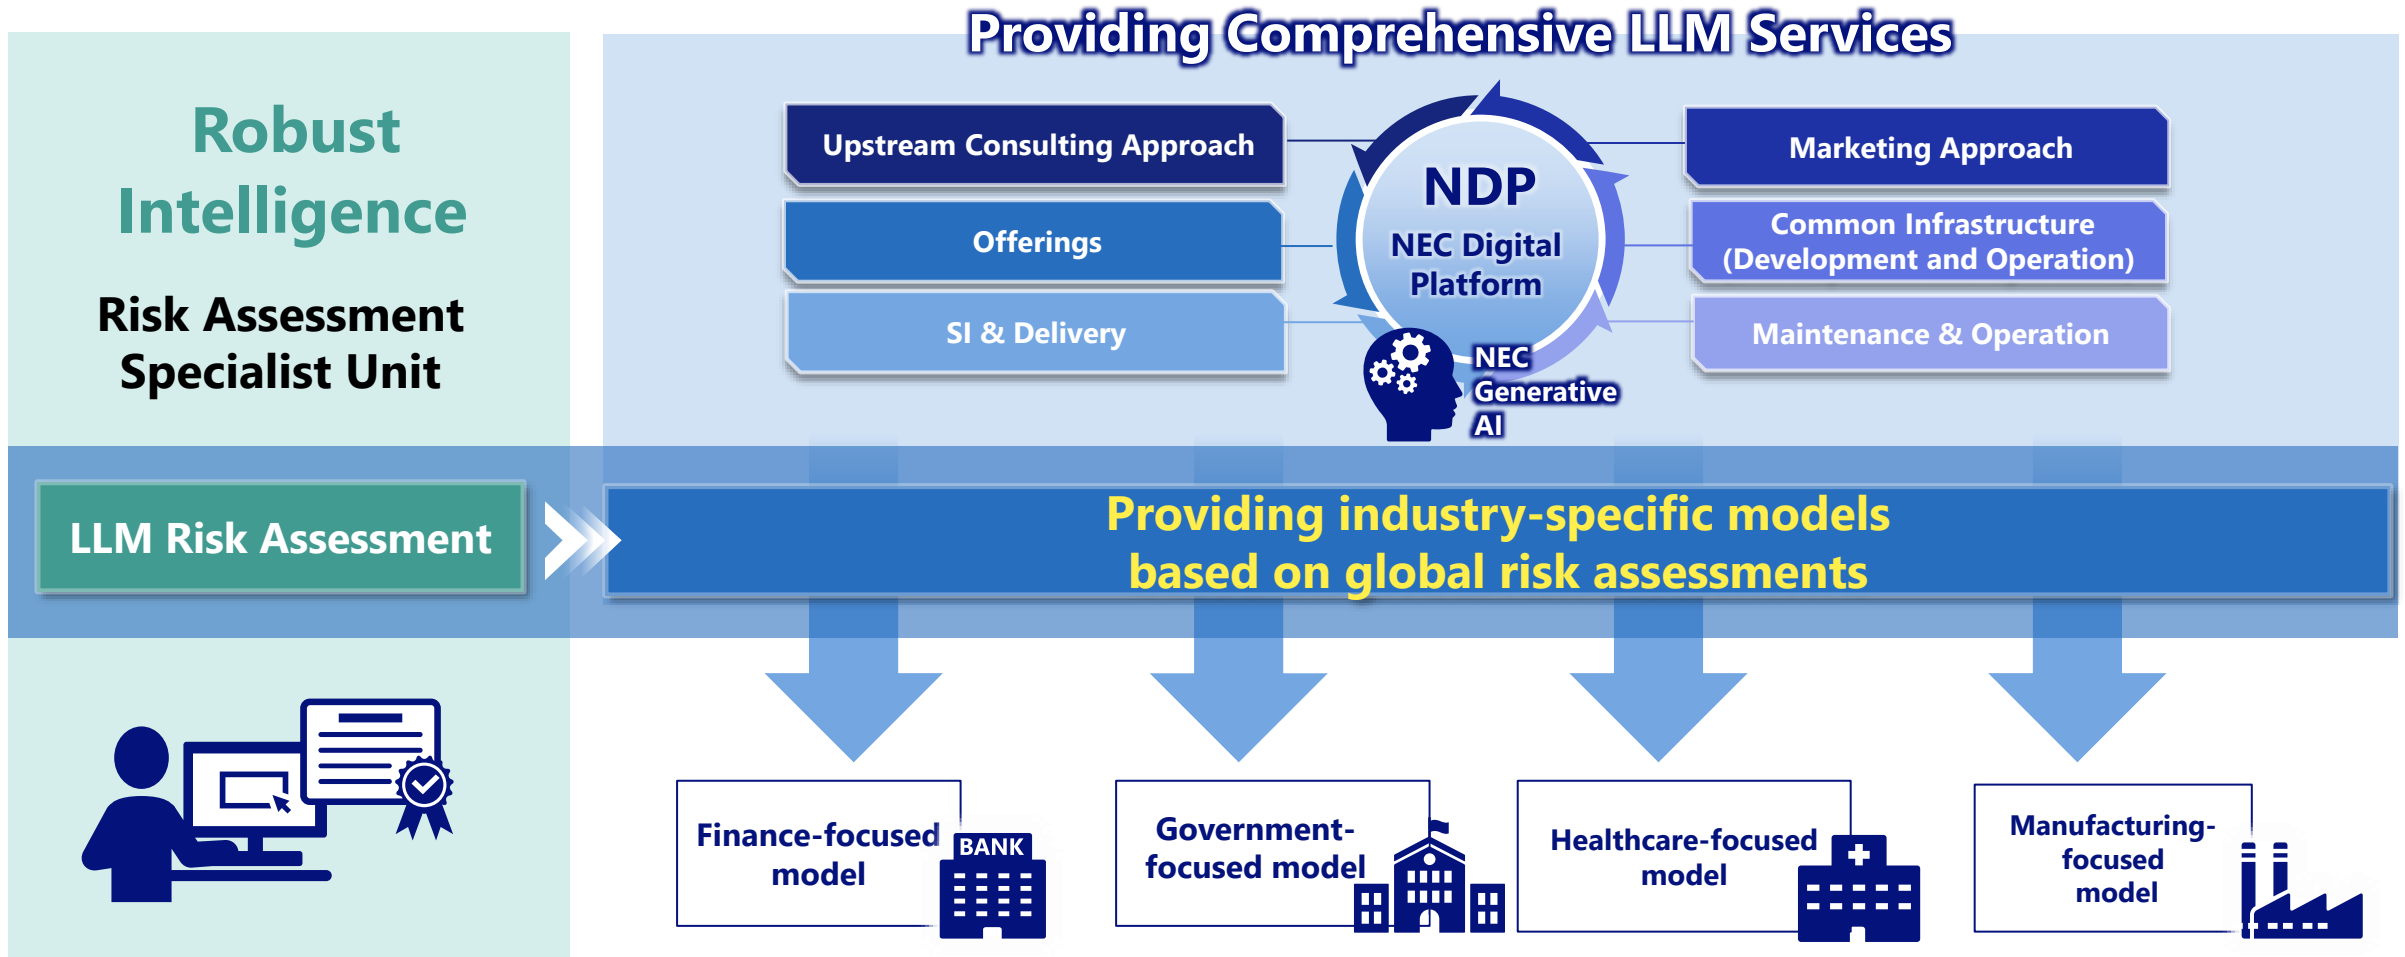 Providing Comprehensive LLM Services
Robust
Intelligence
Risk Assessment
Specialist Unit
Upstream Consulting Approach
Offerings
SI & Delivery
NDP
NEC Digital
Platform
NEC
Generative
AI
Marketing Approach
Common Infrastructure
(Development and Operation)
Maintenance & Operation
LLM Risk Assessment
Providing industry-specific models
based on global risk assessments
Finance-focused
model
BANK
Government-
focused model
Healthcare-focused
model
Manufacturing-
focused
model